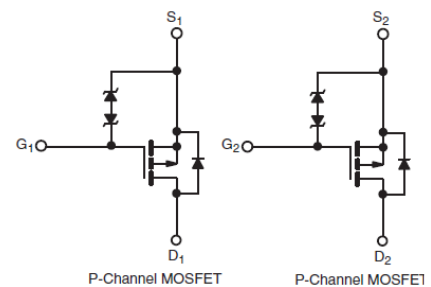 S1 S2
G1 G2
D1 D2
P-Channel MOSFET P-Channel MOSFET